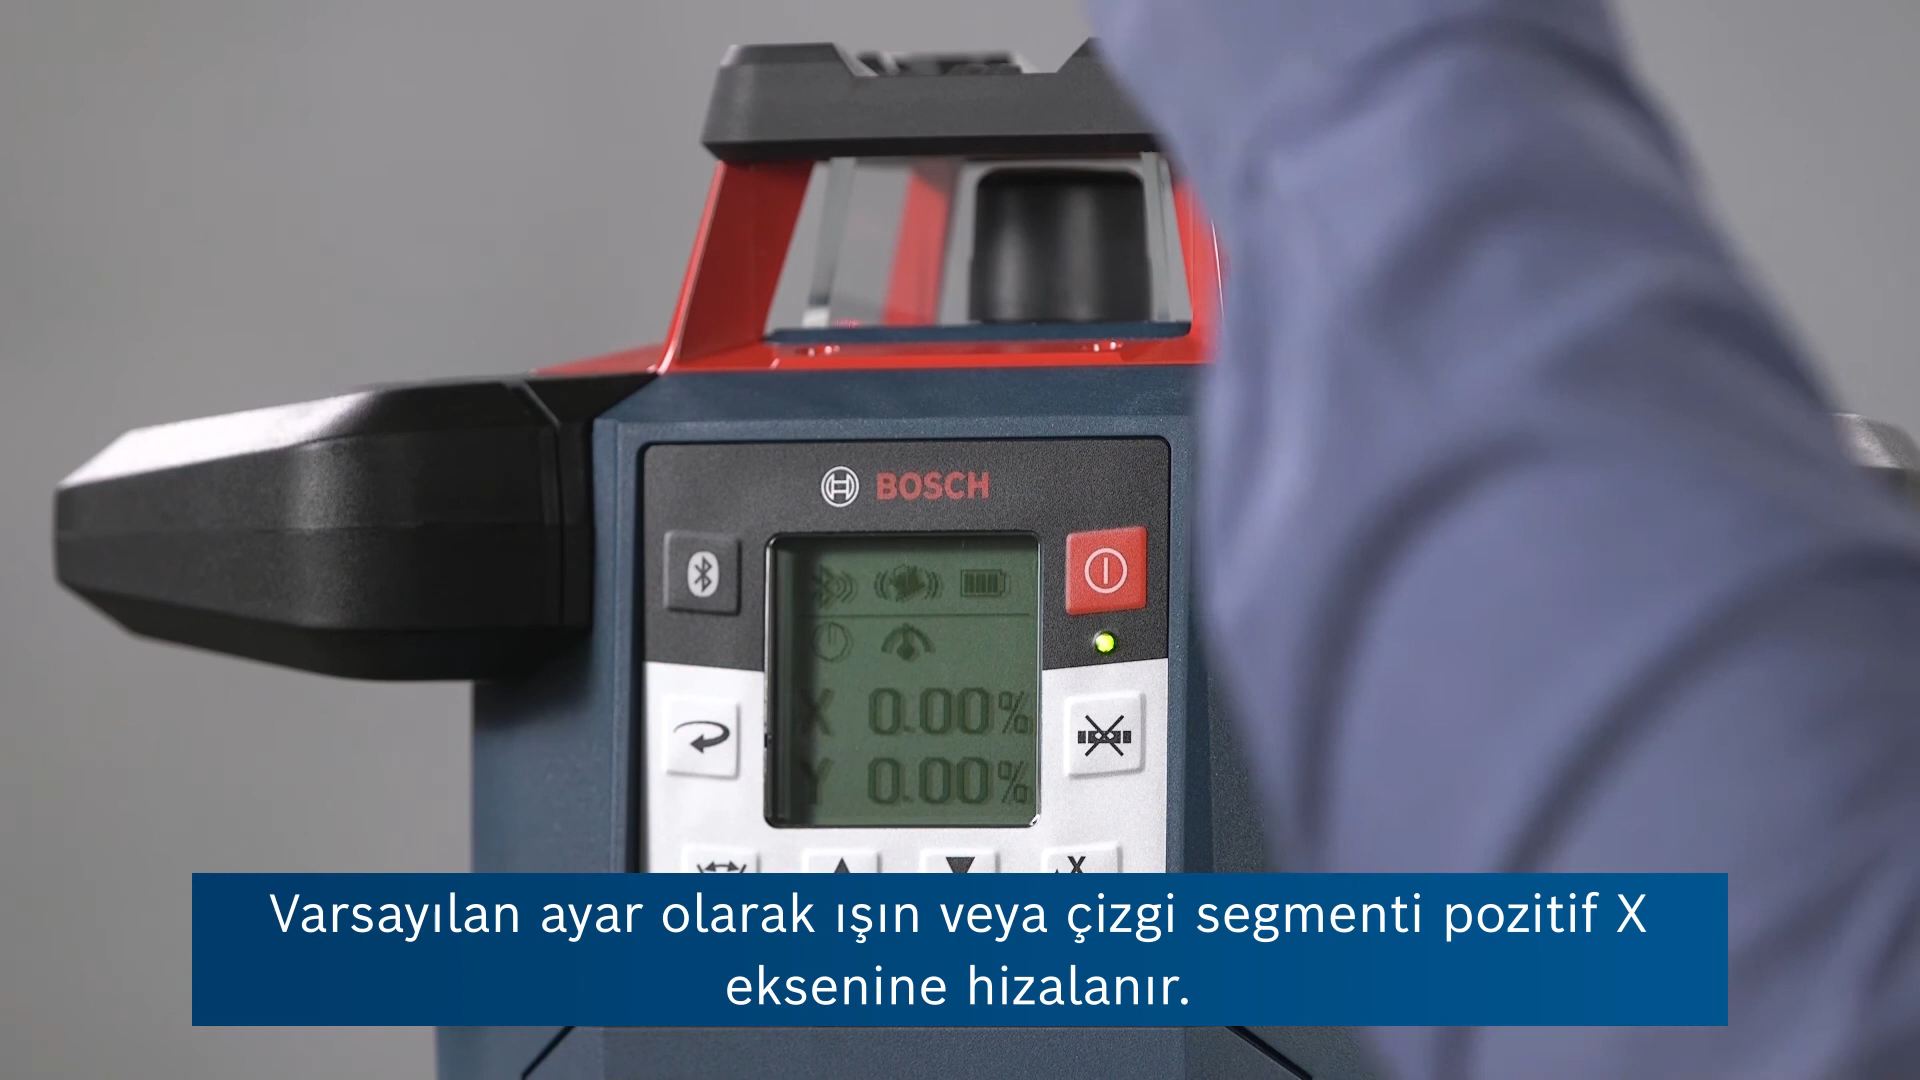 BOSCH
X 0.00%
Y 0.00%
X
Varsayılan ayar olarak ışın veya çizgi segmenti pozitif X
eksenine hizalanır.